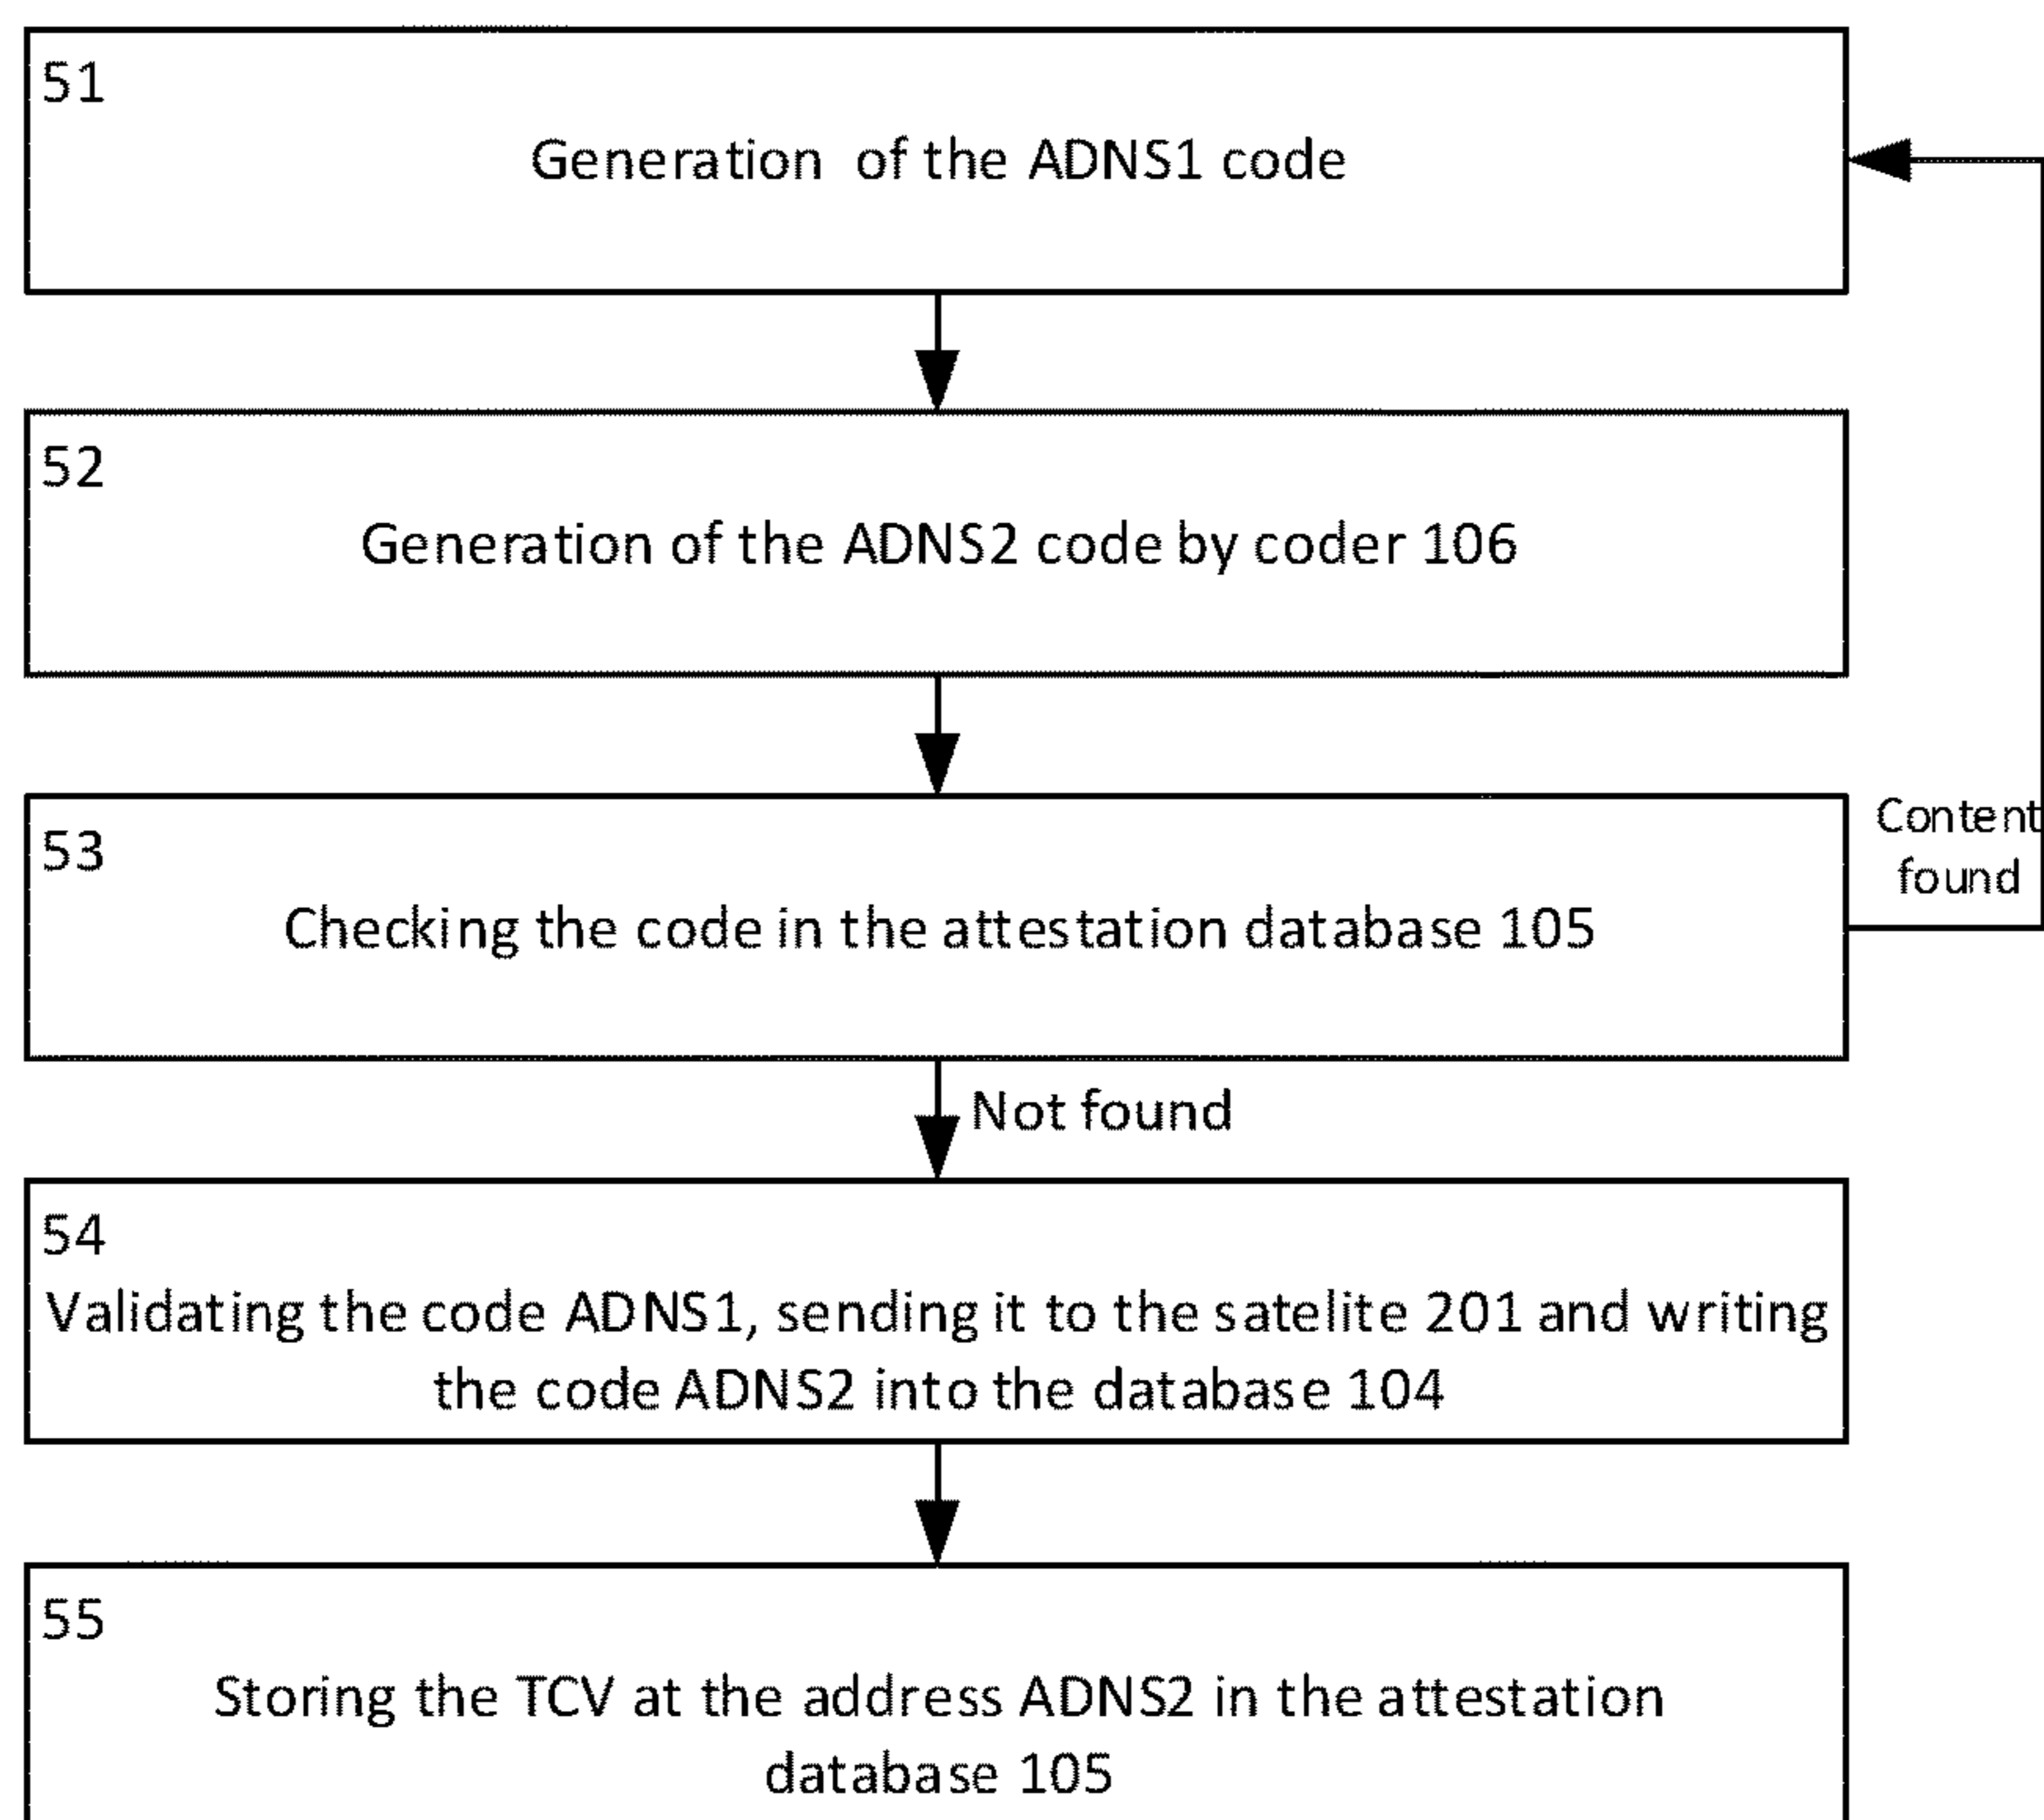 51
Generation of the ADNS1 code
52
Generation of the ADNS2 code by coder 106
53
Checking the code in the attestation database 105
Content
found
Not found
54
Validating the code ADNS1, sending it to the satelite 201 and writing
the code ADNS2 into the database 104
55
Storing the TCV at the address ADNS2 in the attestation
database 105